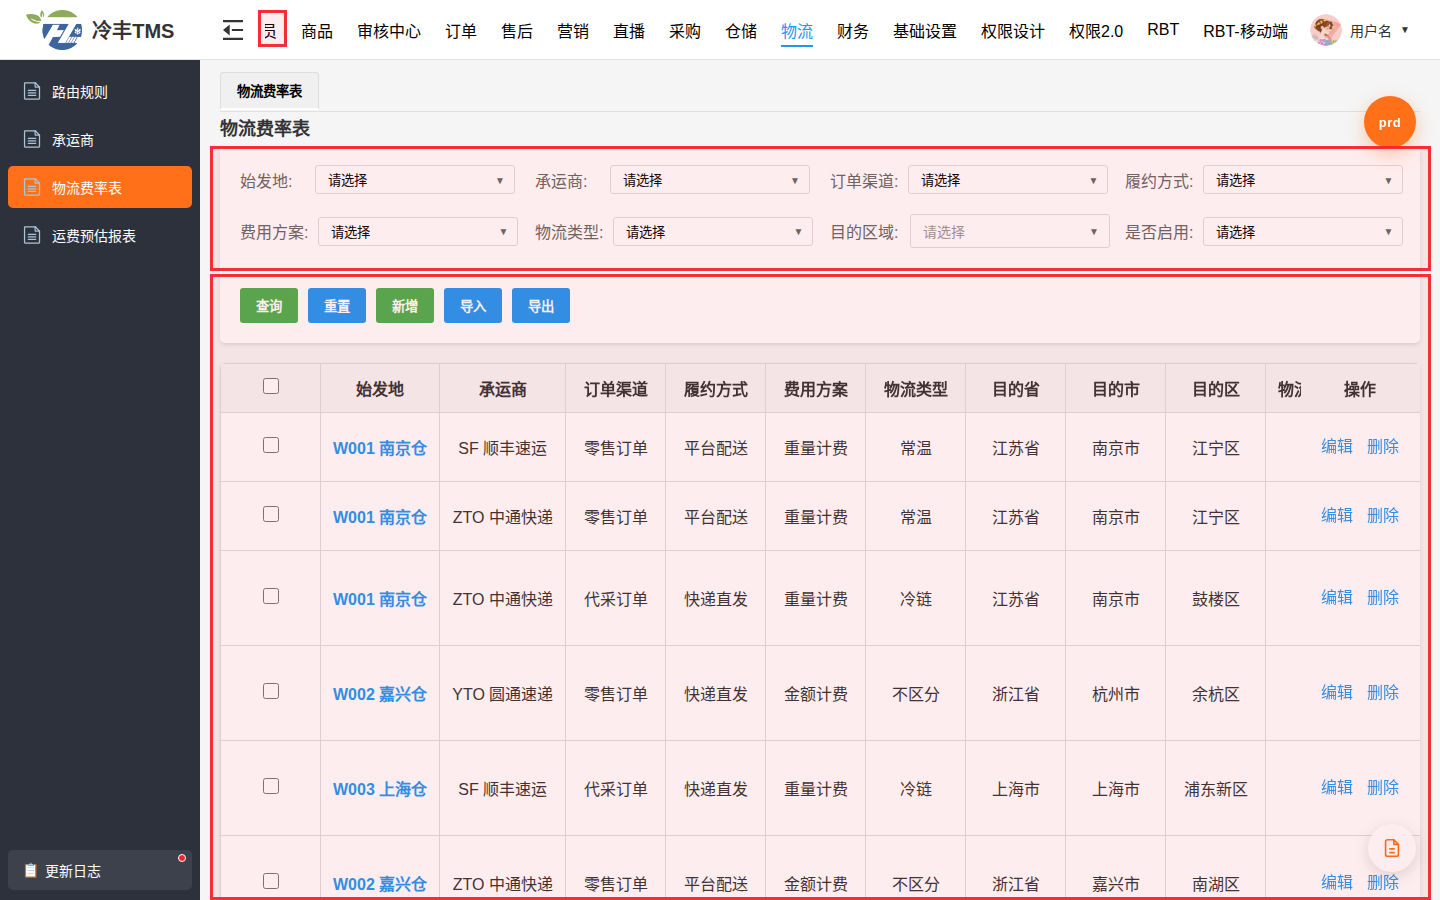 冷丰TMS
员 商品 审核中心 订单 售后 营销 直播 采购 仓储 物流 财务 基础设置 权限设计 权限2.0 RBT RBT-移动端 用户名 ▼
路由规则
承运商
物流费率表
运费预估报表
更新日志
物流费率表
物流费率表
prd
始发地: 请选择 承运商: 请选择 订单渠道: 请选择 履约方式: 请选择
费用方案: 请选择 物流类型: 请选择 目的区域: 请选择 是否启用: 请选择
查询 重置 新增 导入 导出
始发地 承运商 订单渠道 履约方式 费用方案 物流类型 目的省 目的市 目的区 物 操作
W001 南京仓 SF 顺丰速运 零售订单 平台配送 重量计费 常温 江苏省 南京市 江宁区 编辑 删除
W001 南京仓 ZTO 中通快递 零售订单 平台配送 重量计费 常温 江苏省 南京市 江宁区 编辑 删除
W001 南京仓 ZTO 中通快递 代采订单 快递直发 重量计费 冷链 江苏省 南京市 鼓楼区 编辑 删除
W002 嘉兴仓 YTO 圆通速递 零售订单 快递直发 金额计费 不区分 浙江省 杭州市 余杭区 编辑 删除
W003 上海仓 SF 顺丰速运 代采订单 快递直发 重量计费 冷链 上海市 上海市 浦东新区 编辑 删除
W002 嘉兴仓 ZTO 中通快递 零售订单 平台配送 金额计费 不区分 浙江省 嘉兴市 南湖区 编辑 删除